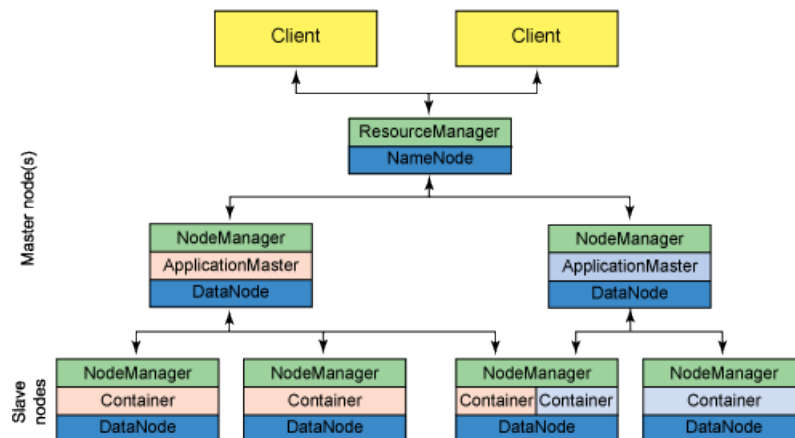 Client
Client
ResourceManager
NameNode
Master node(s)
NodeManager
ApplicationMaster
DataNode
NodeManager
ApplicationMaster
DataNode
Slave
nodes
NodeManager
Container
DataNode
NodeManager
Container
DataNode
NodeManager
Container Container
DataNode
NodeManager
Container
DataNode